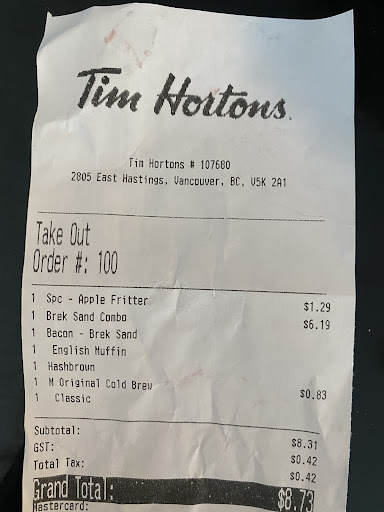 Tim Hortons.
Tim Hortons # 107680
2805 East Hastings, Vancouver, BC, V5K 2A1
Take Out
Order #: 100
1 Spc - Apple Fritter $1.29
1 Brek Sand Combo $6.19
1 Bacon - Brek Sand
1 English Muffin
1 Hashbrown
1 M Original Cold Brew $0.83
1 Classic
Subtotal: $8.31
GST: $0.42
Total Tax: $0.42
Grand Total: $8.73
Mastercard: